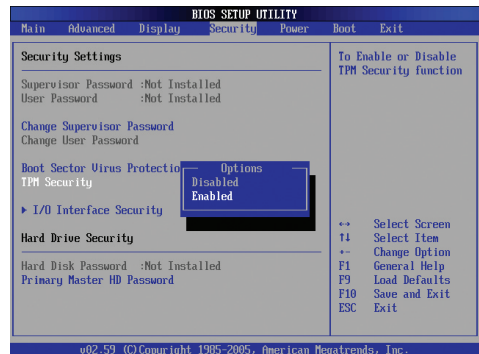 BIOS SETUP UTILITY
Main Advanced Display Security Power Boot Exit
Security Settings
Supervisor Password :Not Installed
User Password :Not Installed
Change Supervisor Password
Change User Password
Boot Sector Virus Protectio
TPM Security
▶ I/O Interface Security
Hard Drive Security
Hard Disk Password :Not Installed
Primary Master HD Password
Options
Disabled
Enabled
To Enable or Disable
TPM Security function
↔ Select Screen
↑↓ Select Item
+- Change Option
F1 General Help
F9 Load Defaults
F10 Save and Exit
ESC Exit
v02.59 (C)Copyright 1985-2005, American Megatrends, Inc.